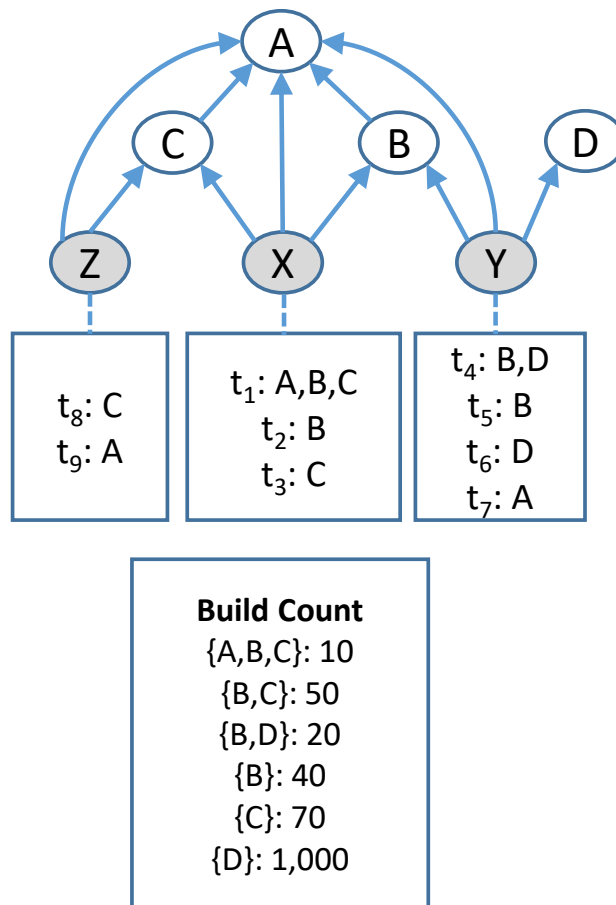 A
C
B
D
Z
X
Y
t₈: C
t₉: A
t₁: A,B,C
t₂: B
t₃: C
t₄: B,D
t₅: B
t₆: D
t₇: A
Build Count
{A,B,C}: 10
{B,C}: 50
{B,D}: 20
{B}: 40
{C}: 70
{D}: 1,000